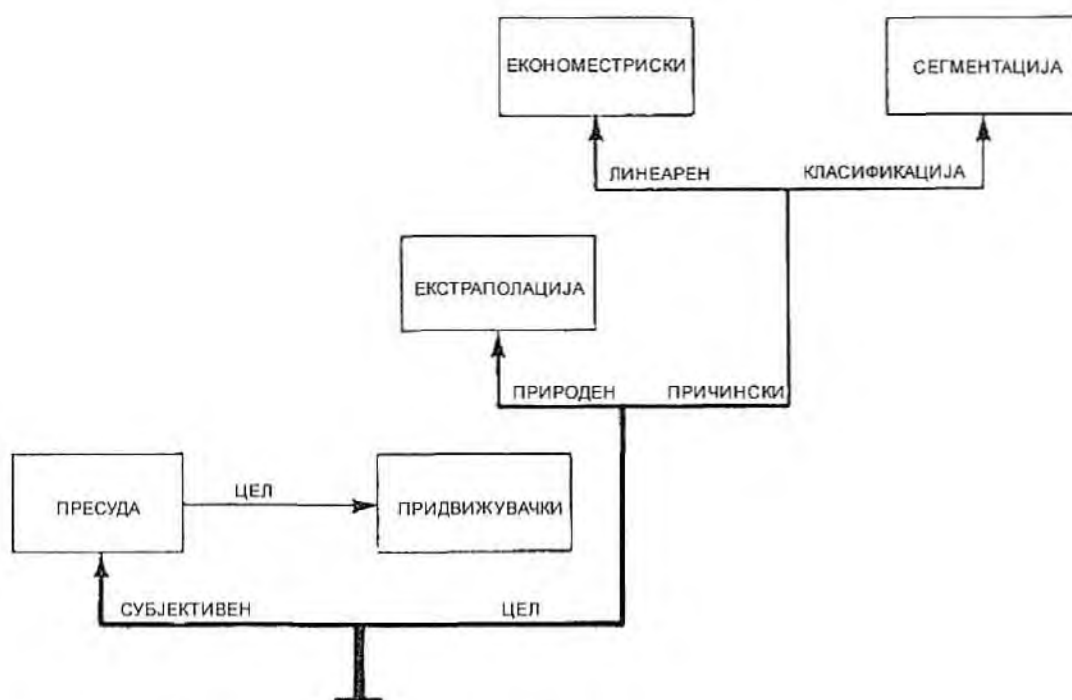 ЕКОНОМЕСТРИСКИ
СЕГМЕНТАЦИЈА
ЛИНЕАРЕН
КЛАСИФИКАЦИЈА
ЕКСТРАПОЛАЦИЈА
ПРИРОДЕН
ПРИЧИНСКИ
ПРЕСУДА
ЦЕЛ
ПРИДВИЖУВАЧКИ
СУБЈЕКТИВЕН
ЦЕЛ